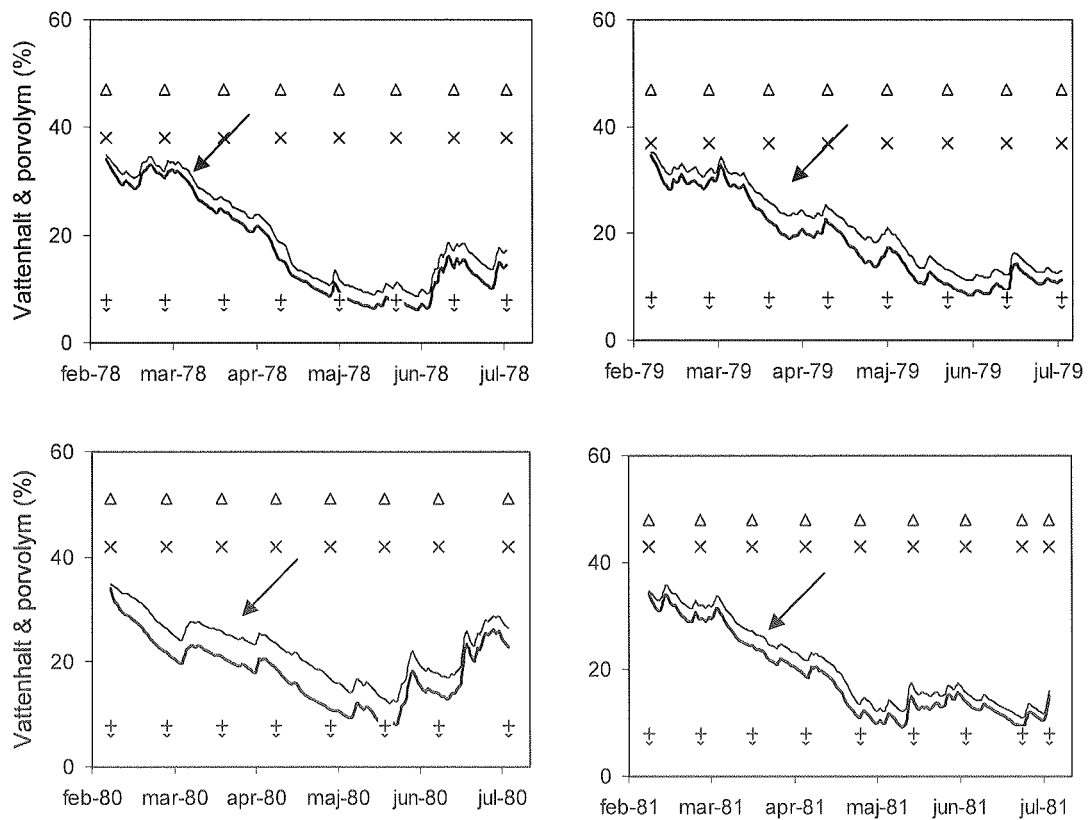 60
40
20
0
Vattenhalt & porvolym (%)
feb-78 mar-78 apr-78 maj-78 jun-78 jul-78
60
40
20
0
feb-79 mar-79 apr-79 maj-79 jun-79 jul-79
60
40
20
0
Vattenhalt & porvolym (%)
feb-80 mar-80 apr-80 maj-80 jun-80 jul-80
60
40
20
0
feb-81 mar-81 apr-81 maj-81 jun-81 jul-81